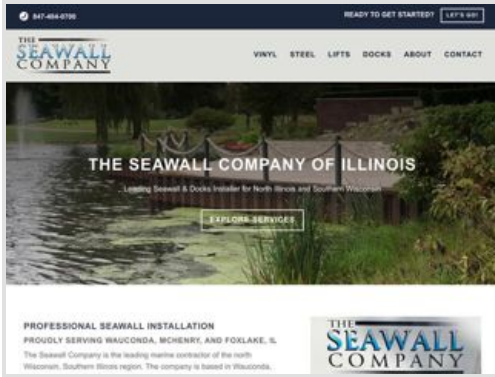 847-484-0700
READY TO GET STARTED?
LET'S GO!
THE
SEAWALL
COMPANY
VINYL STEEL LIFTS DOCKS ABOUT CONTACT
THE SEAWALL COMPANY OF ILLINOIS
Leading Seawall & Docks Installer for North Illinois and Southern Wisconsin
EXPLORE SERVICES
PROFESSIONAL SEAWALL INSTALLATION
PROUDLY SERVING WAUCONDA, MCHENRY, AND FOXLAKE, IL
The Seawall Company is the leading marine contractor of the north
Wisconsin, Southern Illinois region. The company is based in Wauconda,
THE
SEAWALL
COMPANY